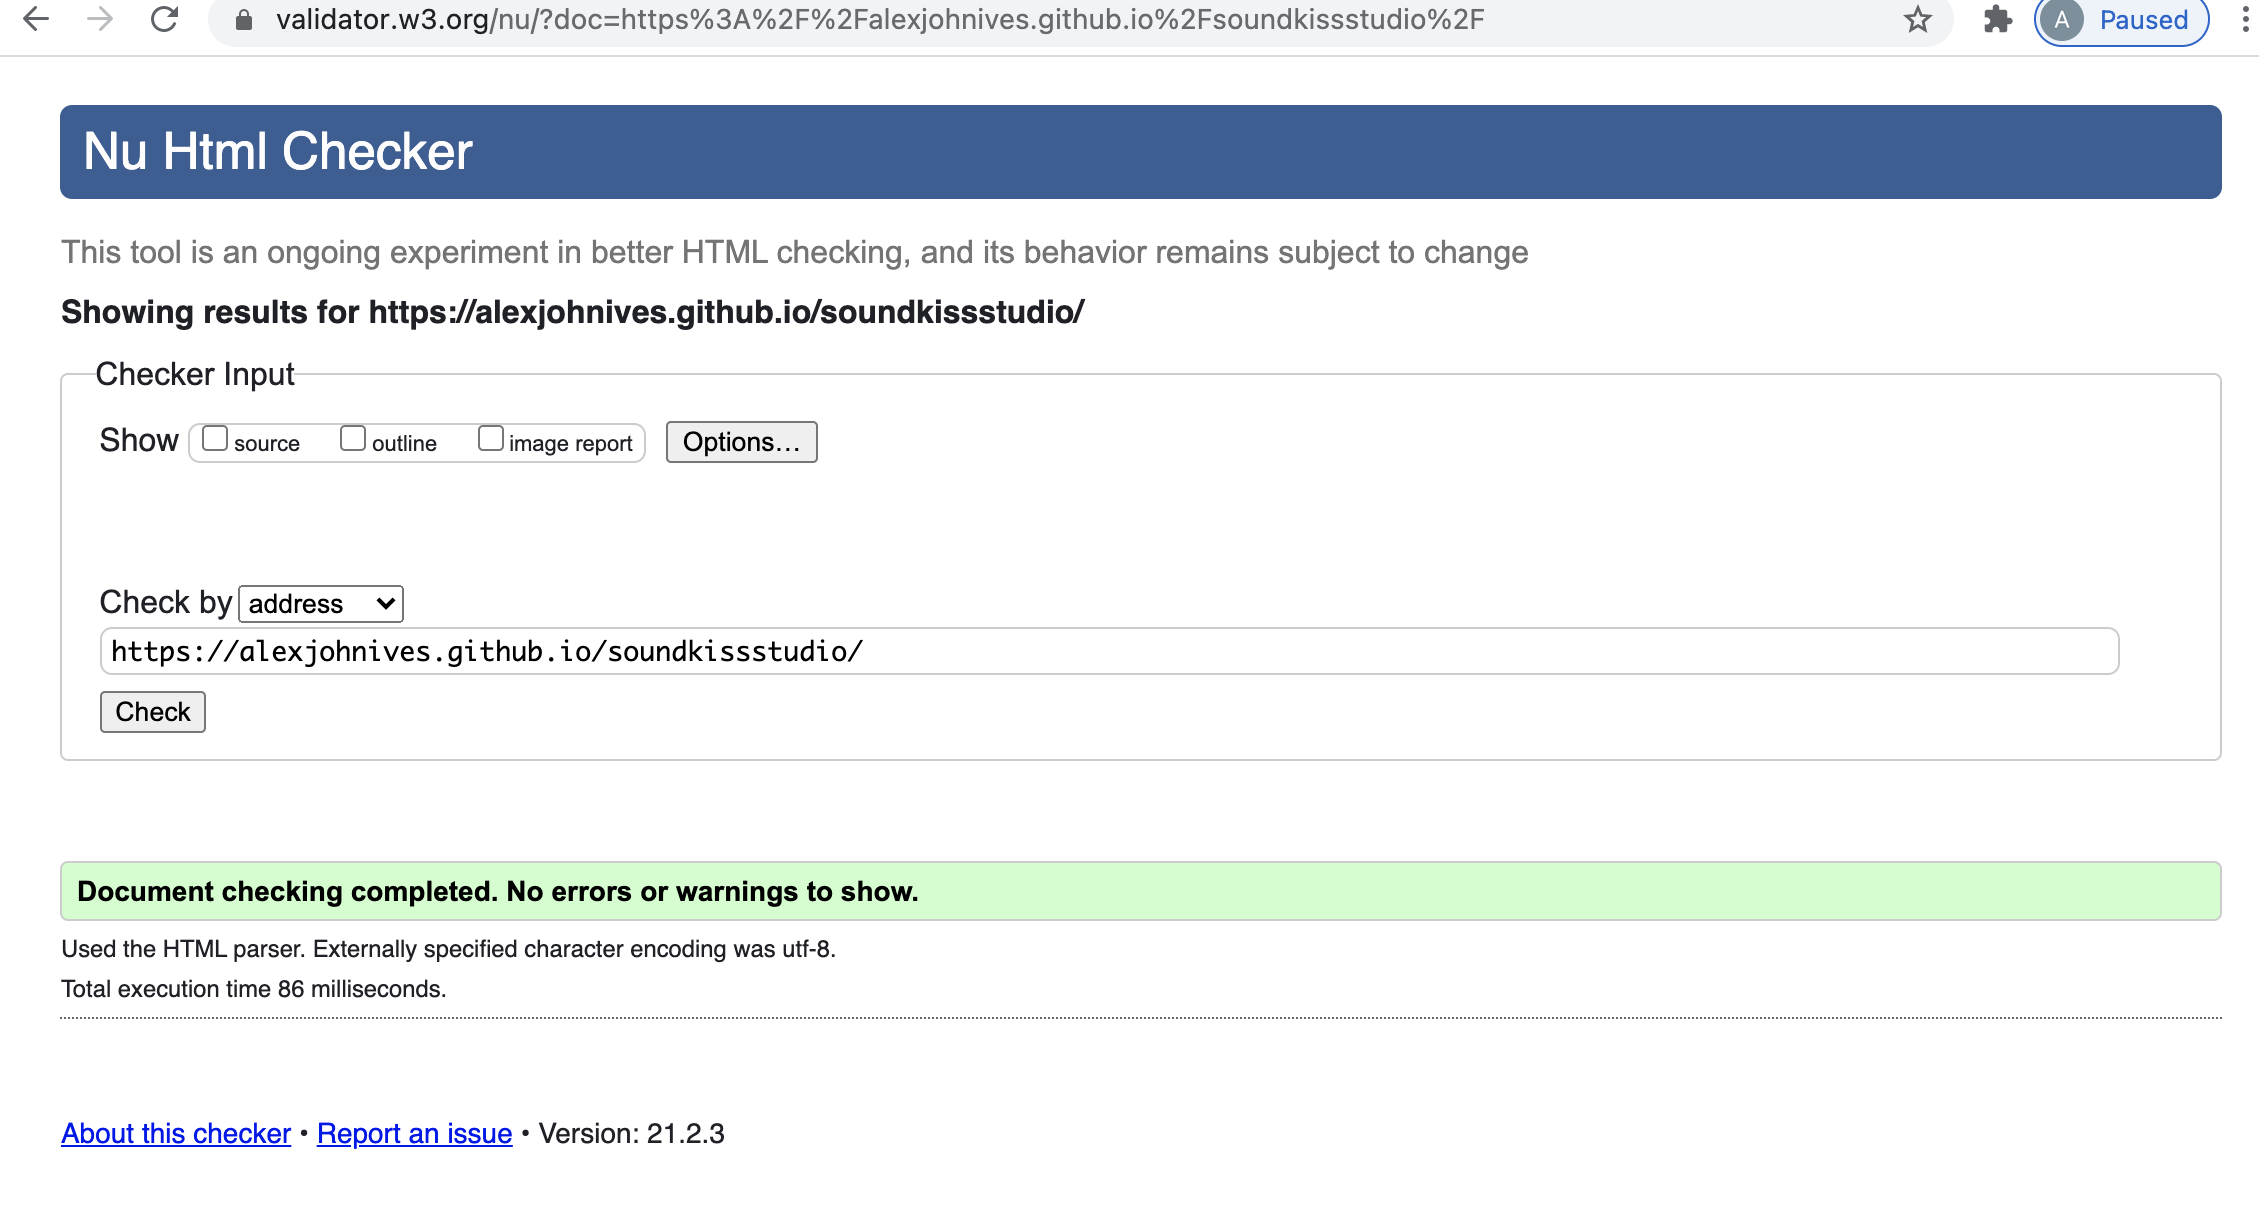 validator.w3.org/nu/?doc=https%3A%2F%2Falexjohnives.github.io%2Fsoundkissstudio%2F
A Paused
Nu Html Checker
This tool is an ongoing experiment in better HTML checking, and its behavior remains subject to change
Showing results for https://alexjohnives.github.io/soundkissstudio/
Checker Input
Show source outline image report Options...
Check by address
https://alexjohnives.github.io/soundkissstudio/
Check
Document checking completed. No errors or warnings to show.
Used the HTML parser. Externally specified character encoding was utf-8.
Total execution time 86 milliseconds.
About this checker • Report an issue • Version: 21.2.3